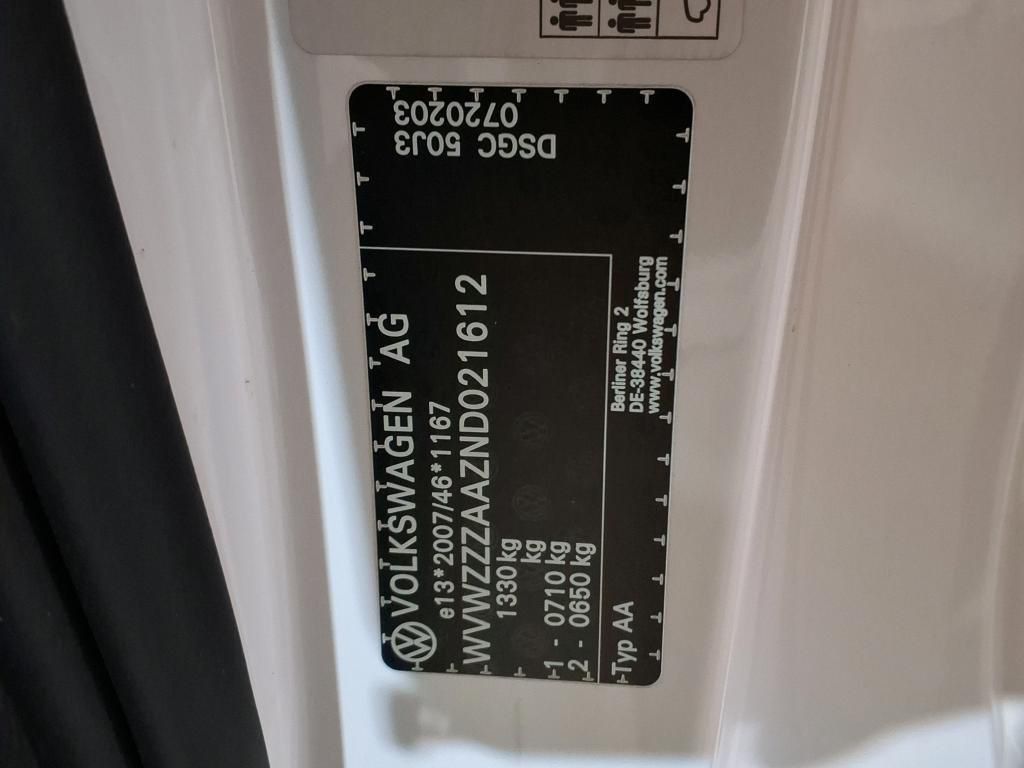 VOLKSWAGEN AG
e13*2007/46*1167
WVWZZZAAZND021612
1330 kg
kg
1 - 0710 kg
2 - 0650 kg
Typ AA
Berliner Ring 2
DE-38440 Wolfsburg
www.volkswagen.com
DSGC 50J3
0720203